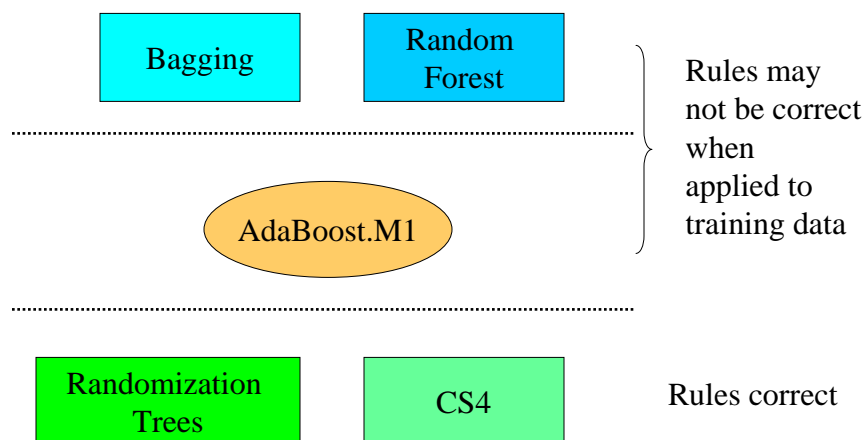 Bagging
Random
Forest
Rules may
not be correct
when
applied to
training data
AdaBoost.M1
Randomization
Trees
CS4
Rules correct